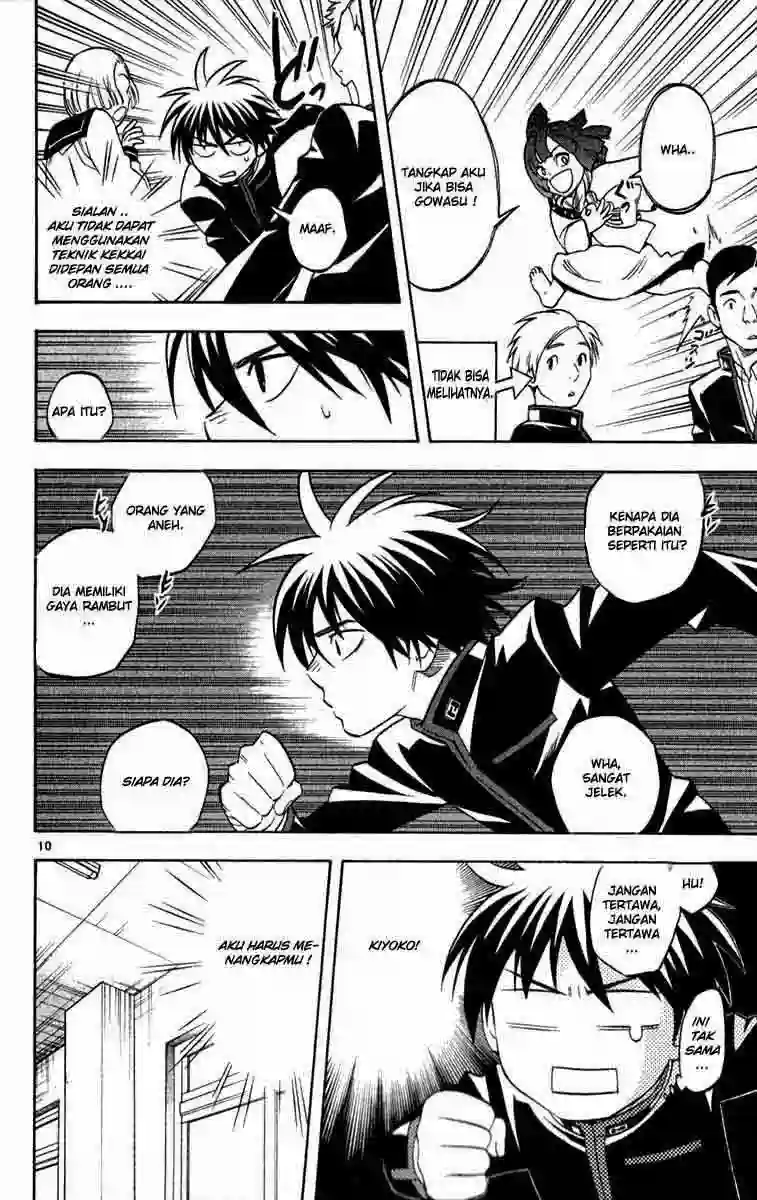 WHA..
TANGKAP AKU
JIKA BISA
GOWASU !
TIDAK BISA
MELIHATNYA.
MAAF.
SIALAN ..
AKU TIDAK DAPAT
MENGGUNAKAN
TEKNIK KEKKAI
DIDEPAN SEMUA
ORANG ....
APA ITU?
KENAPA DIA
BERPAKAIAN
SEPERTI ITU?
ORANG YANG
ANEH.
DIA MEMILIKI
GAYA RAMBUT
...
WHA,
SANGAT
JELEK.
SIAPA DIA?
10
HU!
JANGAN
TERTAWA,
JANGAN
TERTAWA
...
INI
TAK
SAMA
...
KIYOKO!
AKU HARUS ME-
NANGKAPMU !